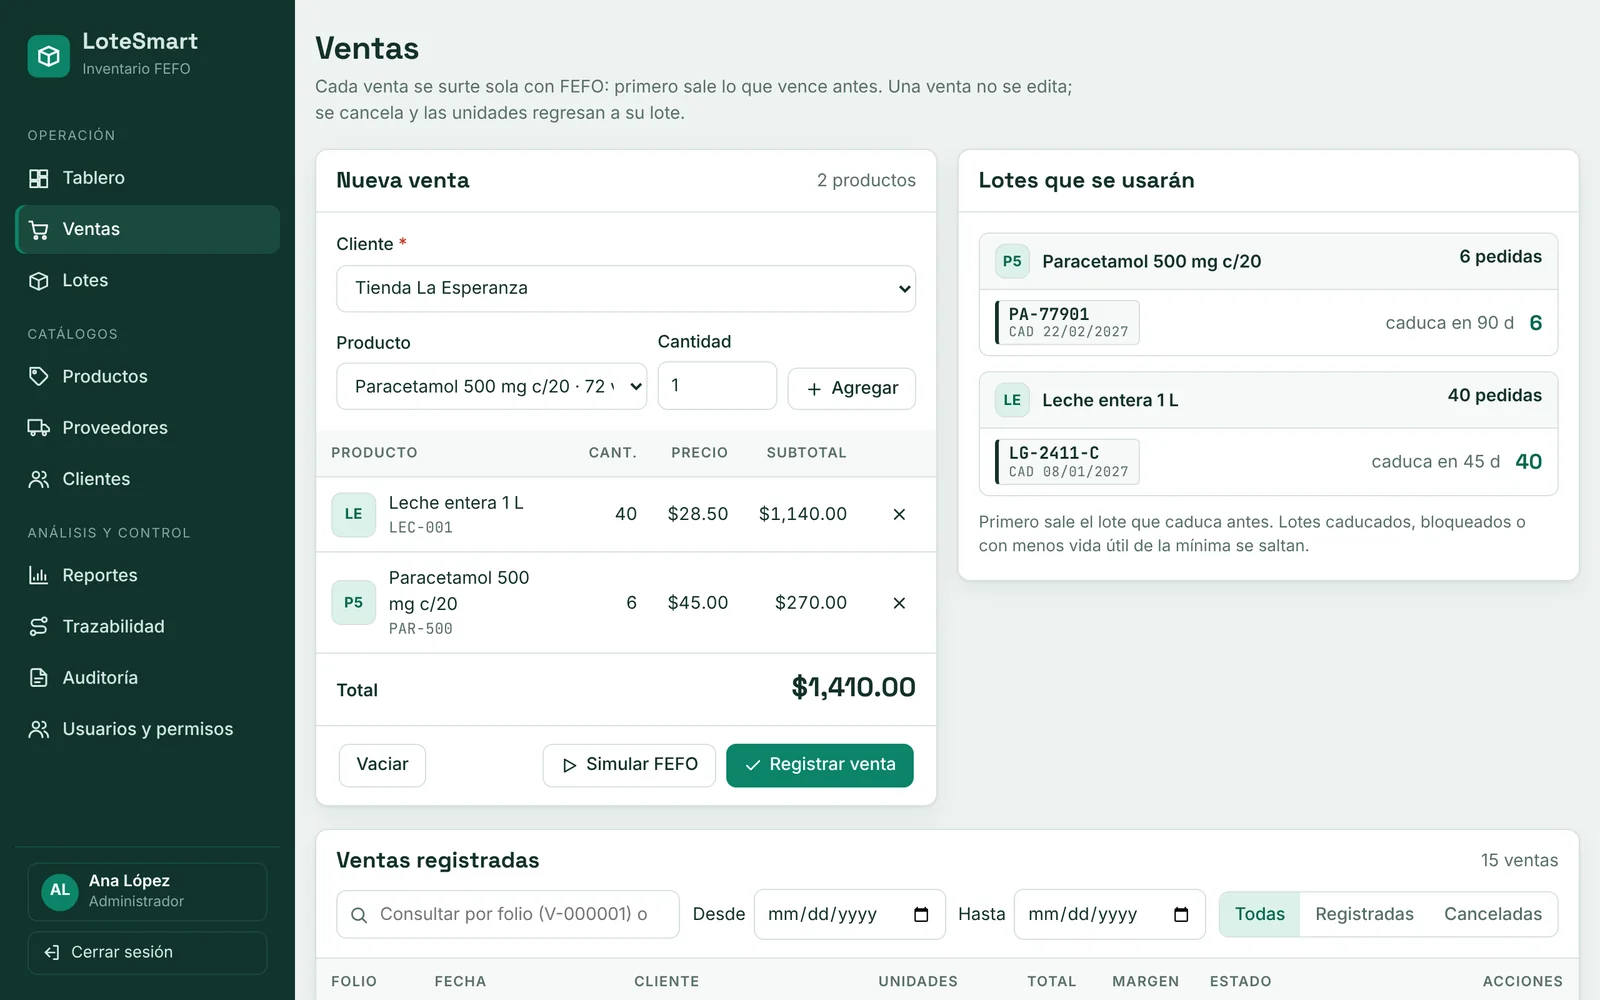 LoteSmart
Inventario FEFO
OPERACIÓN
Tablero
Ventas
Lotes
CATÁLOGOS
Productos
Proveedores
Clientes
ANÁLISIS Y CONTROL
Reportes
Trazabilidad
Auditoría
Usuarios y permisos
AL
Ana López
Administrador
Cerrar sesión
Ventas
Cada venta se surte sola con FEFO: primero sale lo que vence antes. Una venta no se edita;
se cancela y las unidades regresan a su lote.
Nueva venta
2 productos
Cliente *
Tienda La Esperanza
Producto
Cantidad
Paracetamol 500 mg c/20 · 72
1
Agregar
PRODUCTO CANT. PRECIO SUBTOTAL
LE Leche entera 1 L 40 $28.50 $1,140.00
LEC-001
P5 Paracetamol 500
mg c/20 6 $45.00 $270.00
PAR-500
Total $1,410.00
Vaciar
Simular FEFO
Registrar venta
Lotes que se usarán
P5 Paracetamol 500 mg c/20 6 pedidas
PA-77901
CAD 22/02/2027
caduca en 90 d 6
LE Leche entera 1 L 40 pedidas
LG-2411-C
CAD 08/01/2027
caduca en 45 d 40
Primero sale el lote que caduca antes. Lotes caducados, bloqueados o
con menos vida útil de la mínima se saltan.
Ventas registradas
15 ventas
Consultar por folio (V-000001) o
Desde mm/dd/yyyy
Hasta mm/dd/yyyy
Todas Registradas Canceladas
FOLIO FECHA CLIENTE UNIDADES TOTAL MARGEN ESTADO ACCIONES